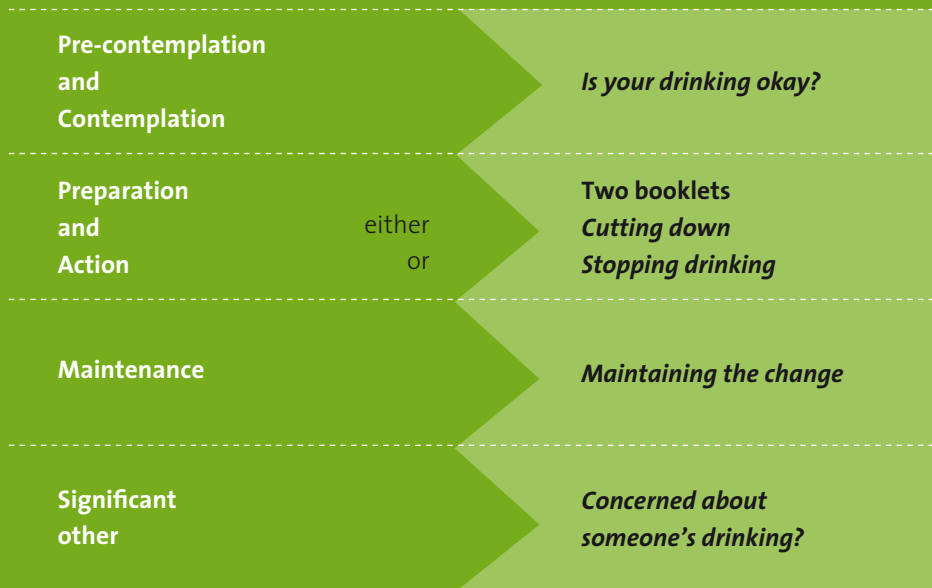 Pre-contemplation
and
Contemplation
Is your drinking okay?
Preparation
and
Action
either
or
Two booklets
Cutting down
Stopping drinking
Maintenance
Maintaining the change
Significant
other
Concerned about
someone's drinking?